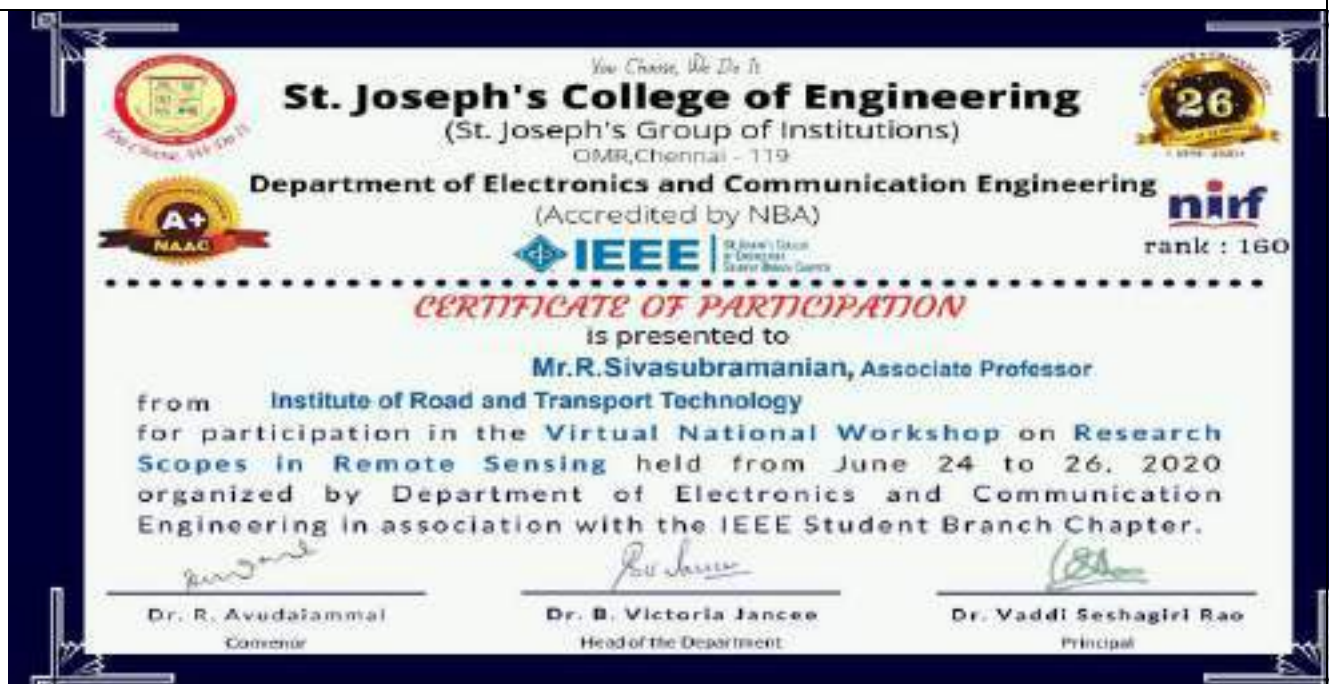 You Choose, We Do It
St. Joseph's College of Engineering
(St. Joseph's Group of Institutions)
OMR,Chennai - 119
26
Department of Electronics and Communication Engineering
(Accredited by NBA)
A+
NAAC
nirf
rank : 160
IEEE
CERTIFICATE OF PARTICIPATION
is presented to
Mr.R.Sivasubramanian, Associate Professor
from Institute of Road and Transport Technology
for participation in the Virtual National Workshop on Research
Scopes in Remote Sensing held from June 24 to 26, 2020
organized by Department of Electronics and Communication
Engineering in association with the IEEE Student Branch Chapter.
Dr. R. Avudaiammal
Convenor
Dr. B. Victoria Jancee
Head of the Department
Dr. Vaddi Seshagiri Rao
Principal